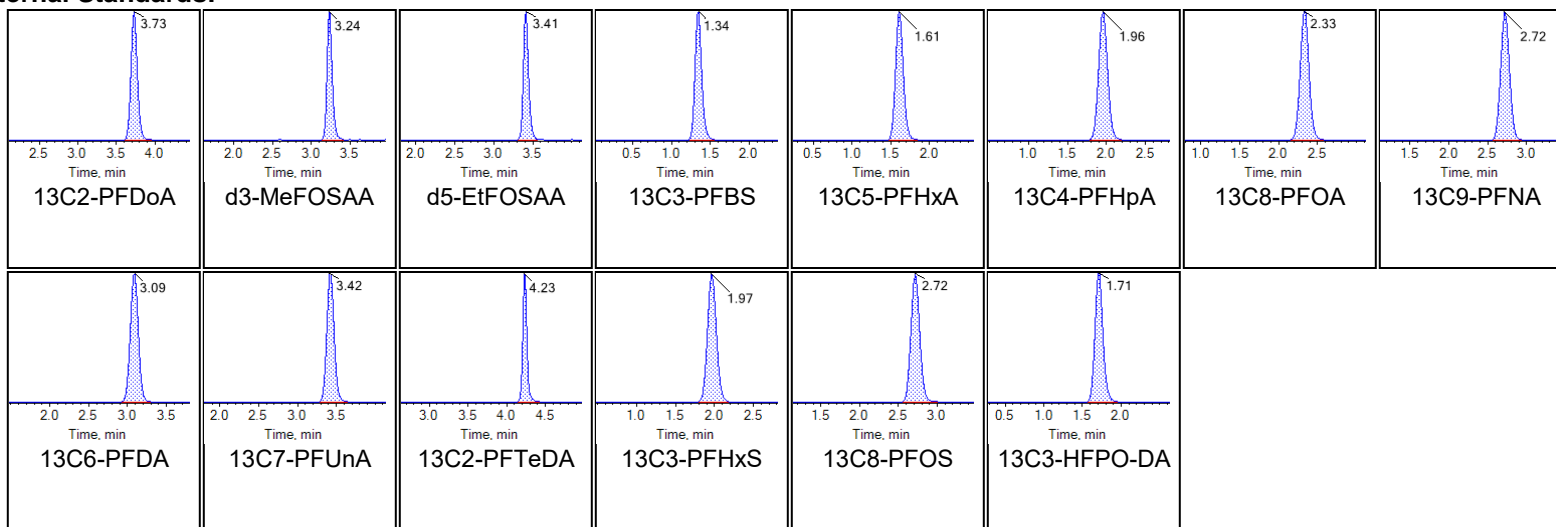 3.73 3.24 3.41 1.34 1.61 1.96 2.33 2.72
2.5 3.0 3.5 4.0 2.0 2.5 3.0 3.5 2.0 2.5 3.0 3.5 0.5 1.0 1.5 2.0 0.5 1.0 1.5 2.0 1.0 1.5 2.0 2.5 1.0 1.5 2.0 2.5 1.5 2.0 2.5 3.0
Time, min Time, min Time, min Time, min Time, min Time, min Time, min Time, min
13C2-PFDoA d3-MeFOSAA d5-EtFOSAA 13C3-PFBS 13C5-PFHxA 13C4-PFHpA 13C8-PFOA 13C9-PFNA
3.09 3.42 4.23 1.97 2.72 1.71
2.0 2.5 3.0 3.5 2.0 2.5 3.0 3.5 3.0 3.5 4.0 4.5 1.0 1.5 2.0 2.5 1.5 2.0 2.5 3.0 0.5 1.0 1.5 2.0
Time, min Time, min Time, min Time, min Time, min Time, min
13C6-PFDA 13C7-PFUnA 13C2-PFTeDA 13C3-PFHxS 13C8-PFOS 13C3-HFPO-DA